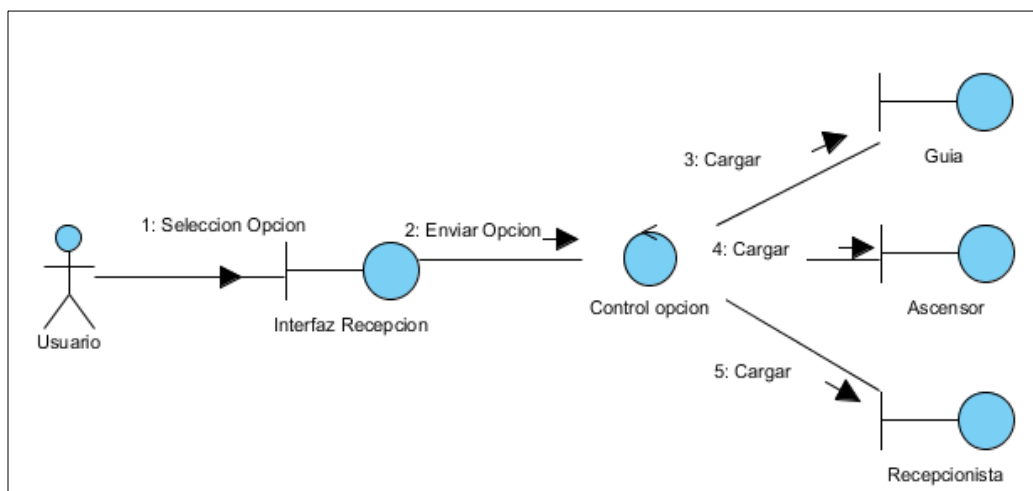 3: Cargar
Guia
1: Seleccion Opcion
2: Enviar Opcion
4: Cargar
Usuario
Interfaz Recepcion
Control opcion
Ascensor
5: Cargar
Recepcionista